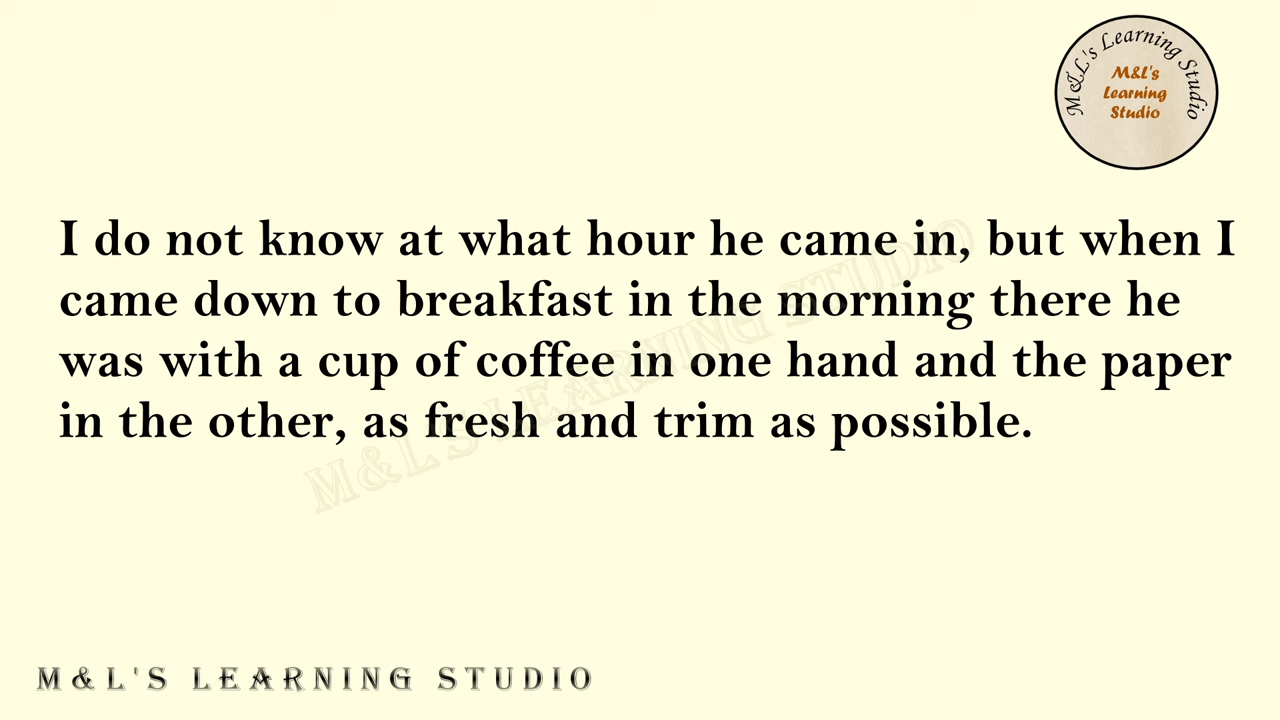 M&L's Learning Studio
M&L's
Learning
Studio
I do not know at what hour he came in, but when I
came down to breakfast in the morning there he
was with a cup of coffee in one hand and the paper
in the other, as fresh and trim as possible.
M&L'S LEARNING STUDIO
M&L'S LEARNING STUDIO